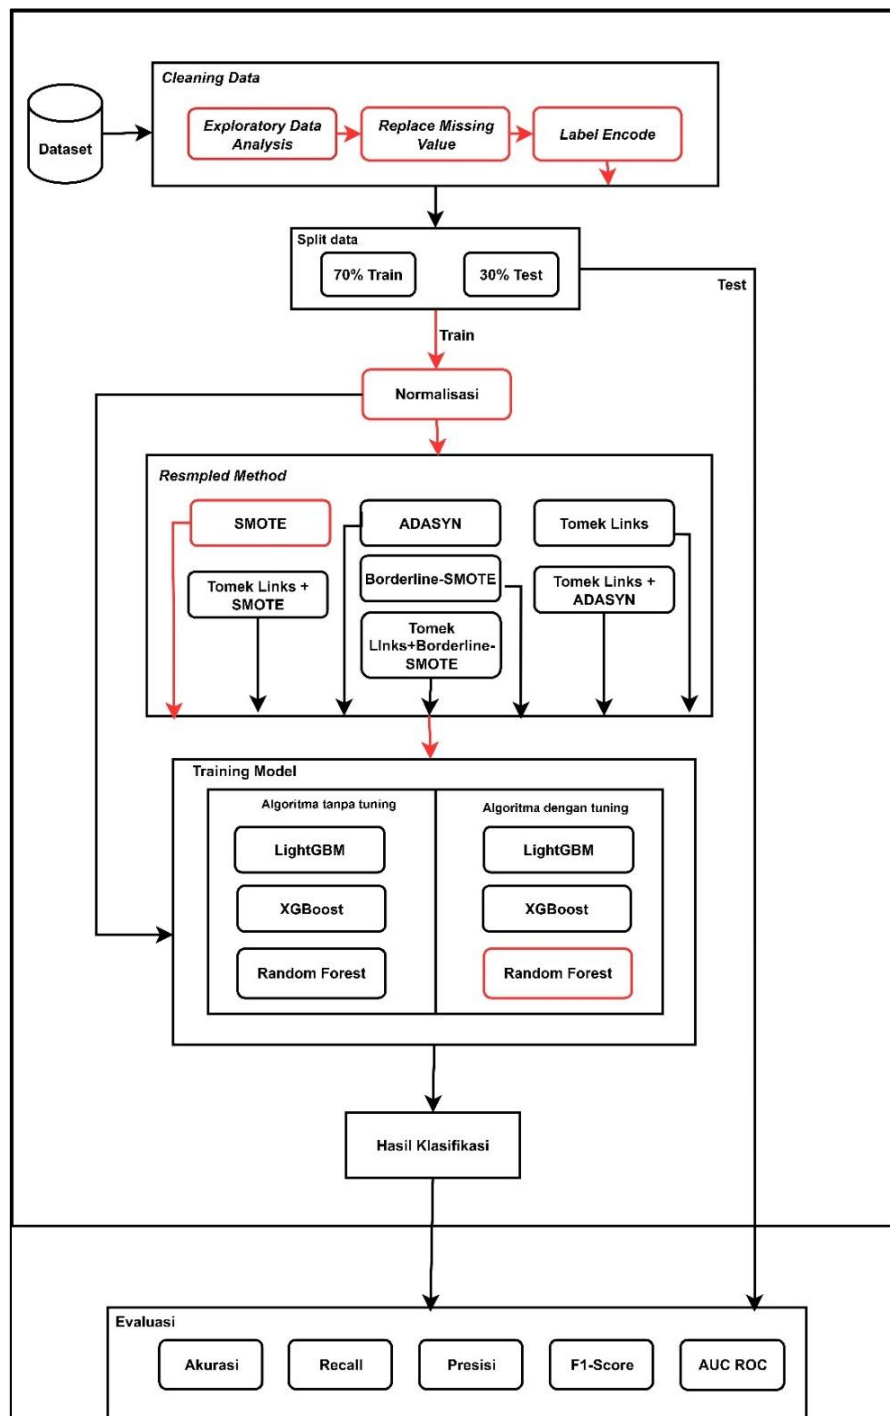 Cleaning Data
Dataset
Exploratory Data
Analysis
Replace Missing
Value
Label Encode
Split data
70% Train
30% Test
Test
Train
Normalisasi
Resmpled Method
SMOTE
ADASYN
Tomek Links
Tomek Links +
SMOTE
Borderline-SMOTE
Tomek Links +
ADASYN
Tomek
LInks+Borderline-
SMOTE
Training Model
Algoritma tanpa tuning
Algoritma dengan tuning
LightGBM
LightGBM
XGBoost
XGBoost
Random Forest
Random Forest
Hasil Klasifikasi
Evaluasi
Akurasi
Recall
Presisi
F1-Score
AUC ROC